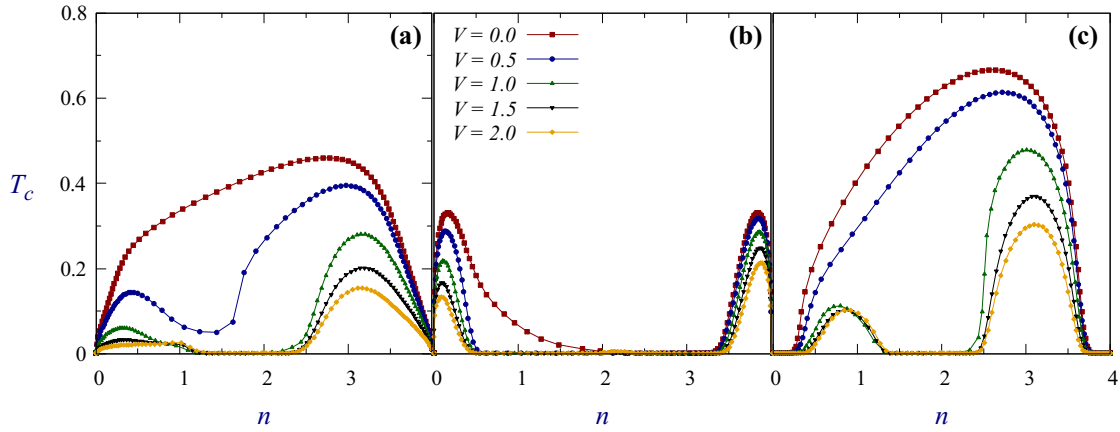 0.8
0.6
0.4
0.2
0
T_c
(a)
(b)
(c)
V = 0.0
V = 0.5
V = 1.0
V = 1.5
V = 2.0
0 1 2 3
0 1 2 3
0 1 2 3 4
n
n
n